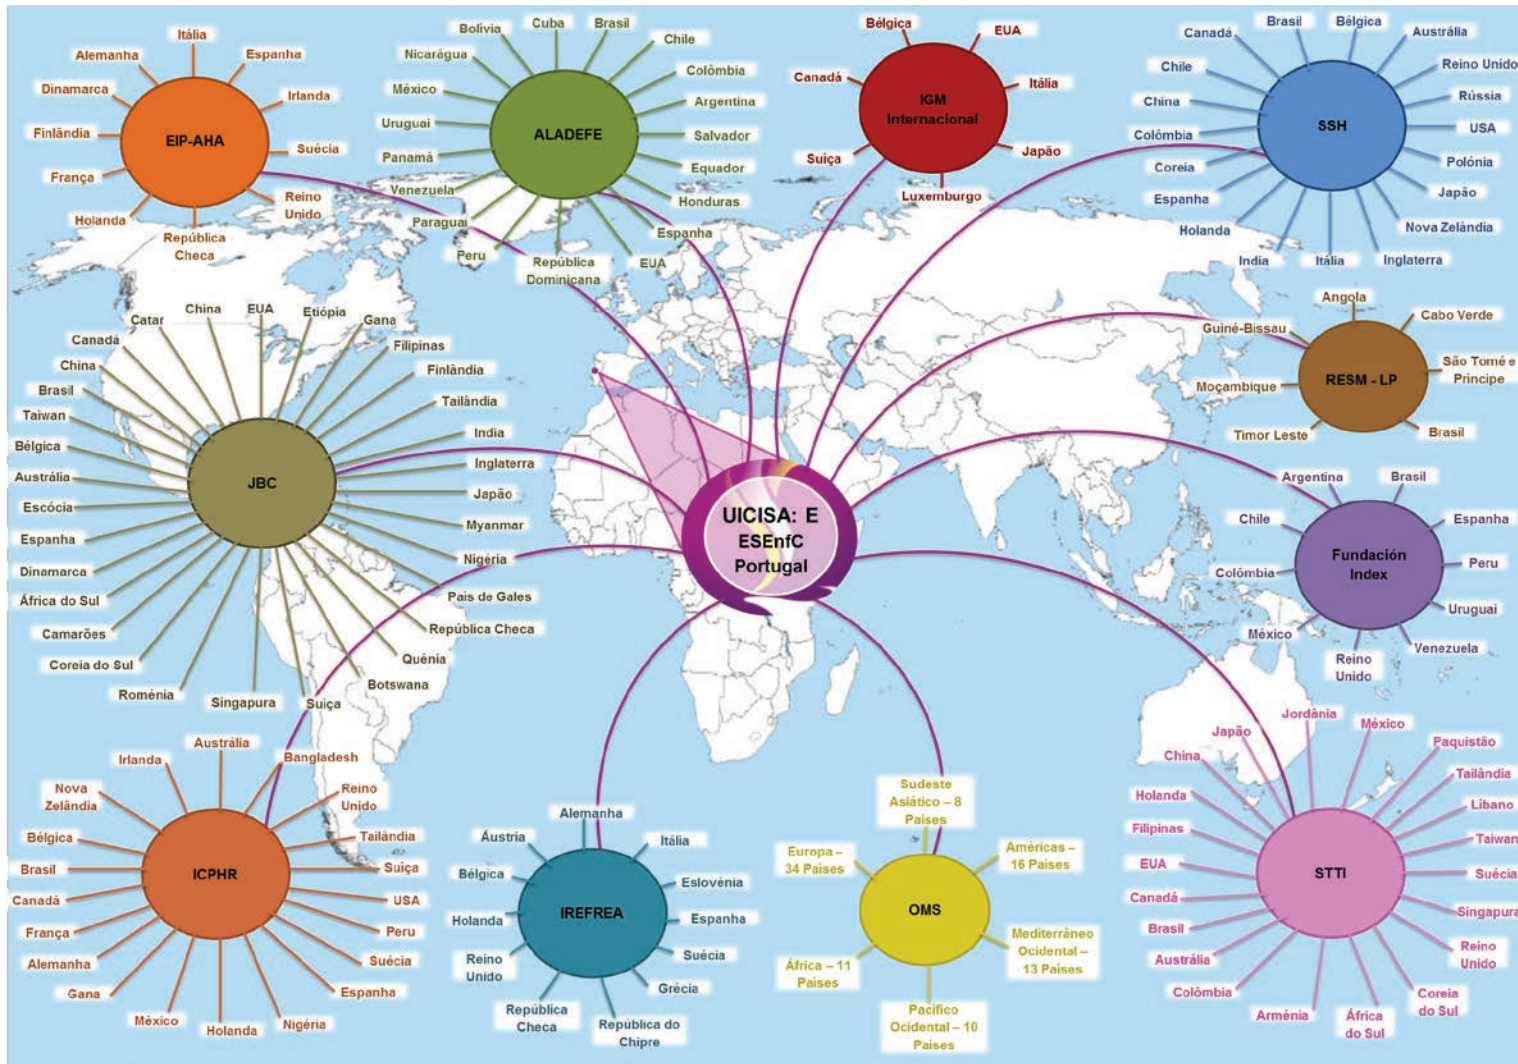 EIP-AHA
Itália
Espanha
Irlanda
Suécia
Reino
Unido
República
Checa
Holanda
França
Finlândia
Dinamarca
Alemanha
ALADEFE
Cuba
Brasil
Chile
Colômbia
Argentina
Salvador
Equador
Honduras
Espanha
EUA
República
Dominicana
Peru
Paraguai
Venezuela
Panamá
Uruguai
México
Nicarágua
Bolívia
IGM
Internacional
Bélgica
EUA
Itália
Japão
Luxemburgo
Suiça
Canadá
SSH
Brasil
Bélgica
Austrália
Reino Unido
Rússia
USA
Polónia
Japão
Nova Zelândia
Inglaterra
Itália
India
Holanda
Espanha
Coreia
Colômbia
China
Chile
Canadá
RESM - LP
Angola
Cabo Verde
São Tomé e
Principe
Brasil
Timor Leste
Moçambique
Guiné-Bissau
JBC
EUA
Etiópia
Gana
Filipinas
Finlândia
Tailândia
India
Inglaterra
Japão
Myanmar
Nigéria
Pais de Gales
República Checa
Quénia
Botswana
Suiça
Singapura
Roménia
Coreia do Sul
Camarões
África do Sul
Dinamarca
Espanha
Escócia
Austrália
Bélgica
Taiwan
Brasil
China
Canadá
Catar
China
UICISA: E
ESEnfC
Portugal
Fundación
Index
Argentina
Brasil
Espanha
Peru
Uruguai
Venezuela
Reino
Unido
México
Colômbia
Chile
ICPHR
Austrália
Bangladesh
Reino
Unido
Tailândia
Suiça
USA
Peru
Suécia
Espanha
Nigéria
Holanda
México
Gana
Alemanha
França
Canadá
Brasil
Bélgica
Nova
Zelândia
Irlanda
IREFREA
Alemanha
Itália
Eslovénia
Espanha
Suécia
Grécia
República do
Chipre
República
Checa
Reino
Unido
Holanda
Bélgica
Áustria
OMS
Sudeste
Asiático – 8
Paises
Américas –
16 Paises
Mediterrâneo
Ocidental –
13 Paises
Pacífico
Ocidental – 10
Paises
África – 11
Paises
Europa –
34 Paises
STTI
Jordânia
México
Paquistão
Tailândia
Líbano
Taiwan
Suécia
Singapura
Reino
Unido
Coreia
do Sul
África
do Sul
Arménia
Colômbia
Austrália
Brasil
Canadá
EUA
Filipinas
Holanda
China
Japão